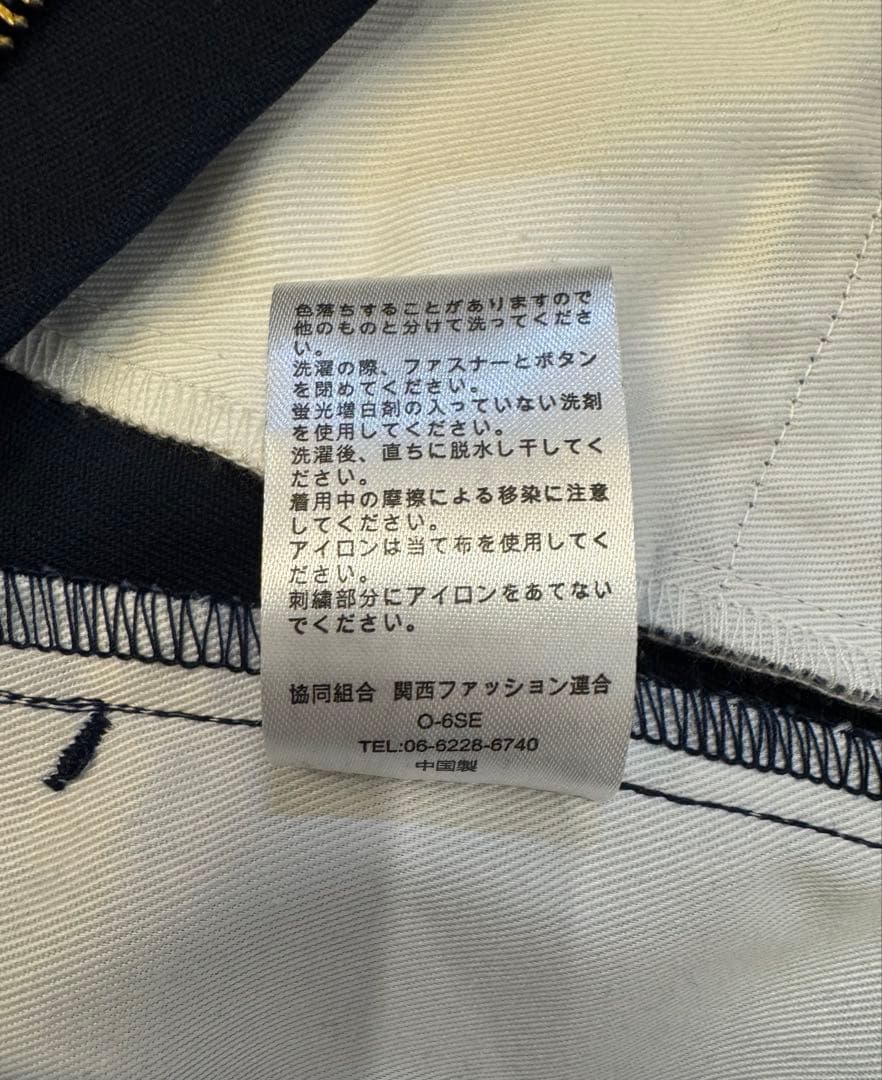 色落ちすることがありますので
他のものと分けて洗ってくださ
い。
洗濯の際、ファスナーとボタン
を閉めてください。
蛍光増白剤の入っていない洗剤
を使用してください。
洗濯後、直ちに脱水し干してく
ださい。
着用中の摩擦による移染に注意
してください。
アイロンは当て布を使用してく
ださい。
刺繍部分にアイロンをあてない
でください。
協同組合 関西ファッション連合
O-6SE
TEL:06-6228-6740
中国製